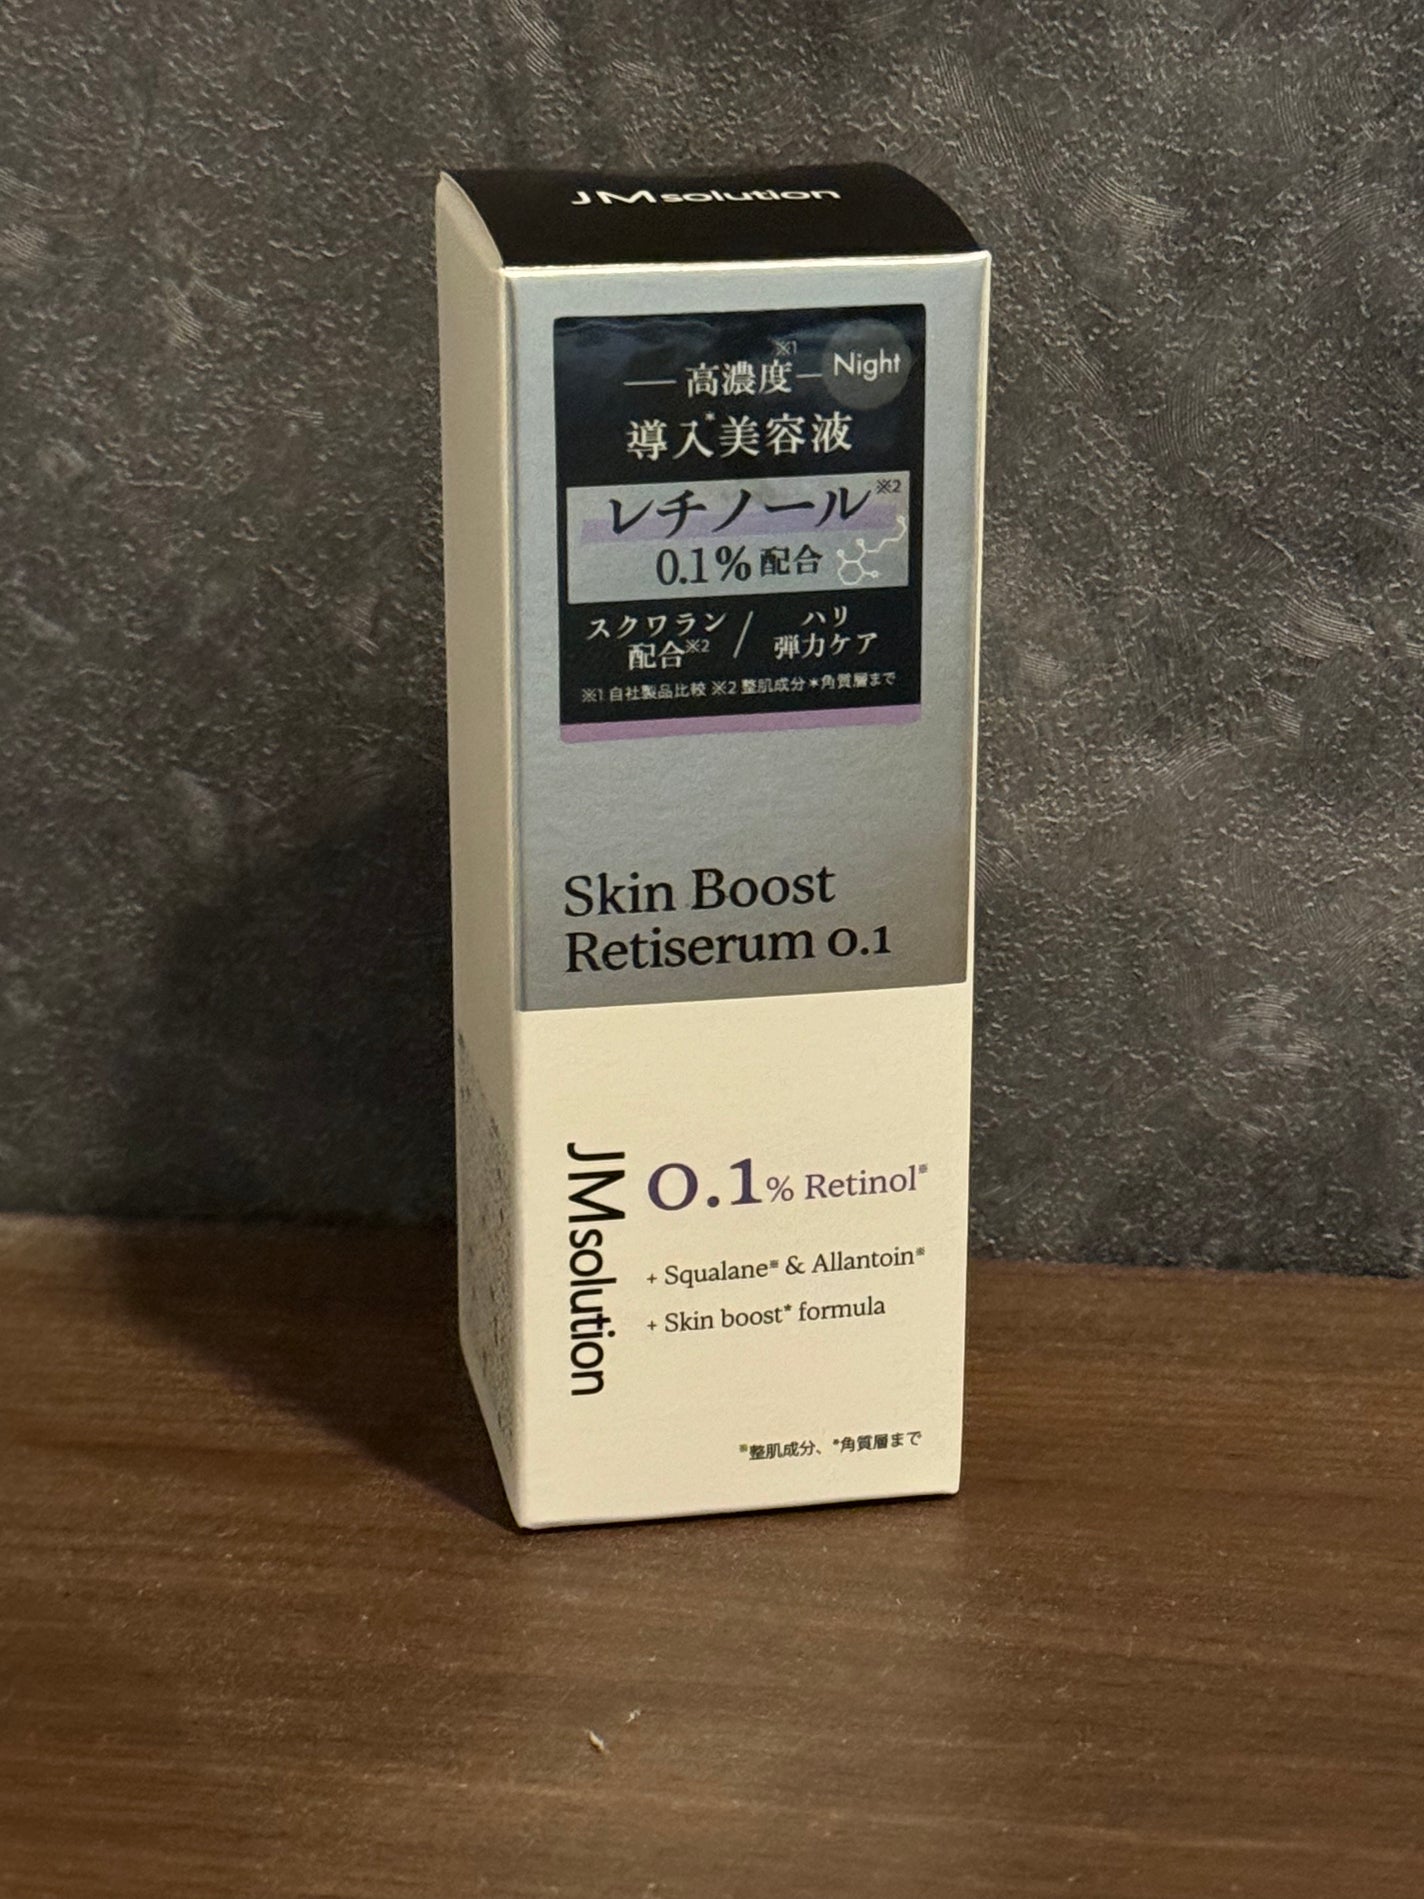 JMsolution
※1
Night
高濃度
導入*美容液
レチノール※2
0.1%配合
スクワラン
配合※2
/
ハリ
弾力ケア
※1 自社製品比較 ※2 整肌成分 *角質層まで
Skin Boost
Retiserum 0.1
JMsolution
0.1% Retinol※
+ Squalane※ & Allantoin※
+ Skin boost* formula
※整肌成分、*角質層まで